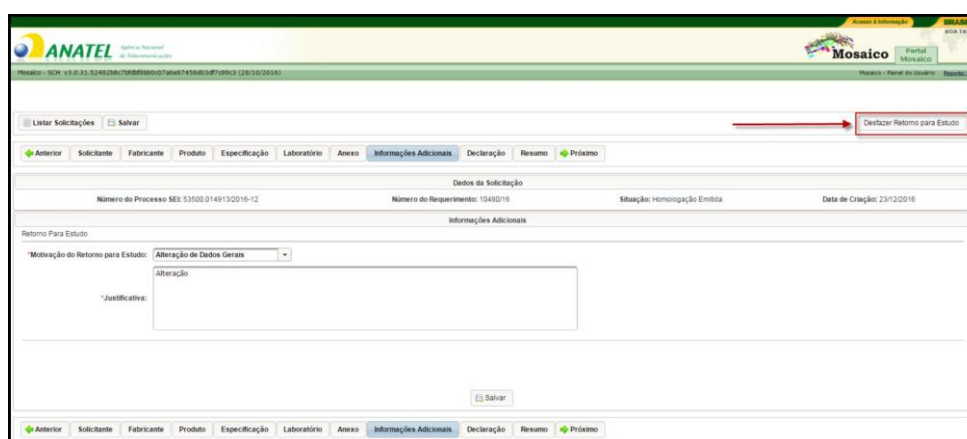 Acesso à Informação BRASIL
BOA TA
ANATEL Agência Nacional de Telecomunicações
Mosaico Portal Mosaico
Mosaico - SCH (28/10/2016) Mosaico - Painel do Usuário
Listar Solicitações Salvar Desfazer Retorno para Estudo
Anterior Solicitante Fabricante Produto Especificação Laboratório Anexo Informações Adicionais Declaração Resumo Próximo
Dados da Solicitação
Número do Processo SEI: 53500.014913/2016-12 Número do Requerimento: 10480/16 Situação: Homologação Emitida Data de Criação: 23/12/2016
Informações Adicionais
Retorno Para Estudo
*Motivação do Retorno para Estudo: Alteração de Dados Gerais
Alteração
*Justificativa:
Salvar
Anterior Solicitante Fabricante Produto Especificação Laboratório Anexo Informações Adicionais Declaração Resumo Próximo